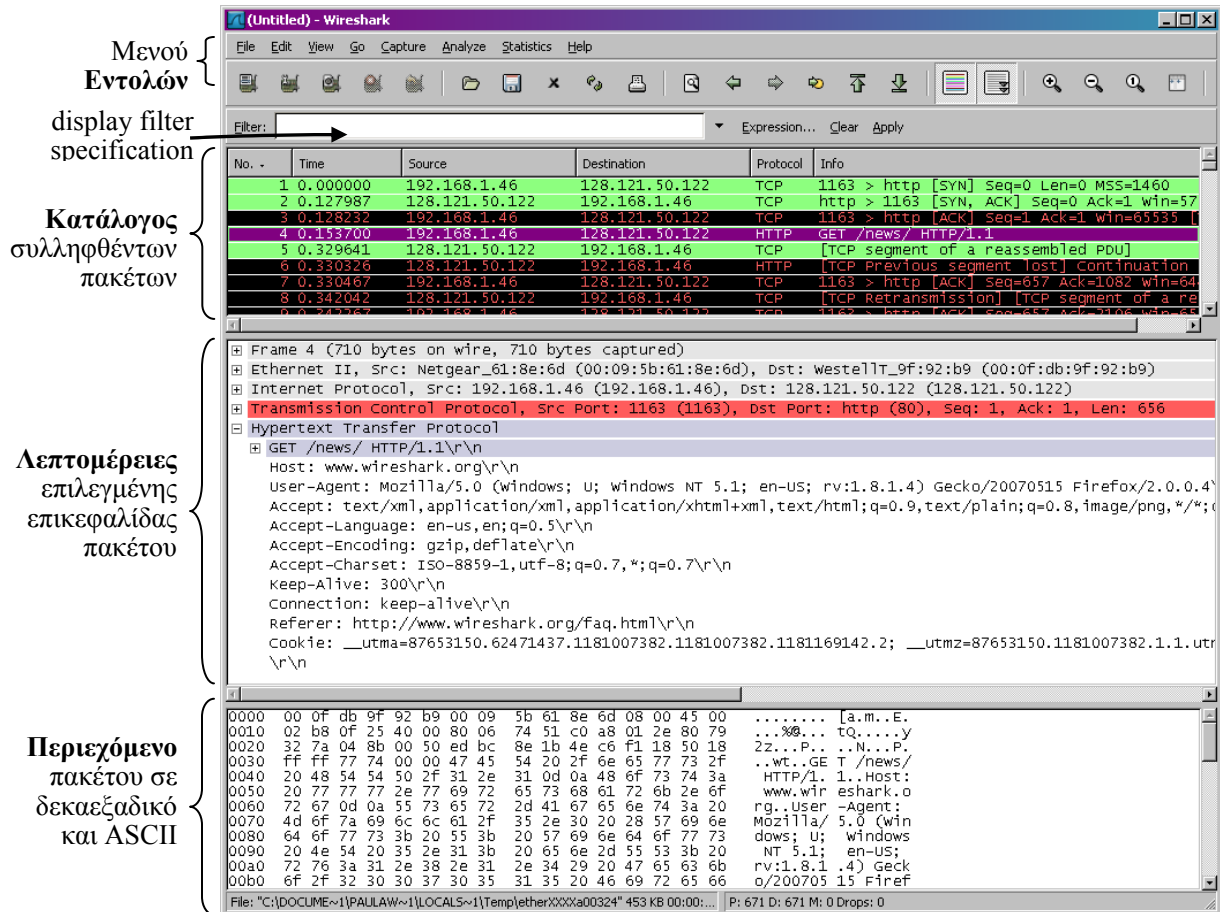 (Untitled) - Wireshark
File Edit View Go Capture Analyze Statistics Help
Μενού
Εντολών
display filter
specification
Filter: Expression... Clear Apply
No. Time Source Destination Protocol Info
1 0.000000 192.168.1.46 128.121.50.122 TCP 1163 > http [SYN] Seq=0 Len=0 MSS=1460
2 0.127987 128.121.50.122 192.168.1.46 TCP http > 1163 [SYN, ACK] Seq=0 Ack=1 Win=57
3 0.128232 192.168.1.46 128.121.50.122 TCP 1163 > http [ACK] Seq=1 Ack=1 Win=65535 [
4 0.153700 192.168.1.46 128.121.50.122 HTTP GET /news/ HTTP/1.1
5 0.329641 128.121.50.122 192.168.1.46 TCP [TCP segment of a reassembled PDU]
6 0.330326 128.121.50.122 192.168.1.46 HTTP [TCP Previous segment lost] Continuation
7 0.330467 192.168.1.46 128.121.50.122 TCP 1163 > http [ACK] Seq=657 Ack=1082 Win=64
8 0.342042 128.121.50.122 192.168.1.46 TCP [TCP Retransmission] [TCP segment of a re
9 0.342267 192.168.1.46 128.121.50.122 TCP 1163 > http [ACK] Seq=657 Ack=2106 Win=65
Κατάλογος
συλληφθέντων
πακέτων
Frame 4 (710 bytes on wire, 710 bytes captured)
Ethernet II, Src: Netgear_61:8e:6d (00:09:5b:61:8e:6d), Dst: WestellT_9f:92:b9 (00:0f:db:9f:92:b9)
Internet Protocol, Src: 192.168.1.46 (192.168.1.46), Dst: 128.121.50.122 (128.121.50.122)
Transmission Control Protocol, Src Port: 1163 (1163), Dst Port: http (80), Seq: 1, Ack: 1, Len: 656
Hypertext Transfer Protocol
GET /news/ HTTP/1.1\r\n
Host: www.wireshark.org\r\n
User-Agent: Mozilla/5.0 (Windows; U; Windows NT 5.1; en-US; rv:1.8.1.4) Gecko/20070515 Firefox/2.0.0.4\
Accept: text/xml,application/xml,application/xhtml+xml,text/html;q=0.9,text/plain;q=0.8,image/png,*/*;q
Accept-Language: en-us,en;q=0.5\r\n
Accept-Encoding: gzip,deflate\r\n
Accept-Charset: ISO-8859-1,utf-8;q=0.7,*;q=0.7\r\n
Keep-Alive: 300\r\n
Connection: keep-alive\r\n
Referer: http://www.wireshark.org/faq.html\r\n
Cookie: __utma=87653150.62471437.1181007382.1181007382.1181169142.2; __utmz=87653150.1181007382.1.1.utm
\r\n
Λεπτομέρειες
επιλεγμένης
επικεφαλίδας
πακέτου
0000 00 0f db 9f 92 b9 00 09 5b 61 8e 6d 08 00 45 00 ........ [a.m..E.
0010 02 b8 0f 25 40 00 80 06 74 51 c0 a8 01 2e 80 79 ...%@... tQ.....y
0020 32 7a 04 8b 00 50 ed bc 8e 1b 4e c6 f1 18 50 18 2z...P.. ..N...P.
0030 ff ff 77 74 00 00 47 45 54 20 2f 6e 65 77 73 2f ..wt..GE T /news/
0040 20 48 54 54 50 2f 31 2e 31 0d 0a 48 6f 73 74 3a HTTP/1. 1..Host:
0050 20 77 77 77 2e 77 69 72 65 73 68 61 72 6b 2e 6f www.wir eshark.o
0060 72 67 0d 0a 55 73 65 72 2d 41 67 65 6e 74 3a 20 rg..User -Agent:
0070 4d 6f 7a 69 6c 6c 61 2f 35 2e 30 20 28 57 69 6e Mozilla/ 5.0 (Win
0080 64 6f 77 73 3b 20 55 3b 20 57 69 6e 64 6f 77 73 dows; U; Windows
0090 20 4e 54 20 35 2e 31 3b 20 65 6e 2d 55 53 3b 20 NT 5.1; en-US;
00a0 72 76 3a 31 2e 38 2e 31 2e 34 29 20 47 65 63 6b rv:1.8.1 .4) Geck
00b0 6f 2f 32 30 30 37 30 35 31 35 20 46 69 72 65 66 o/200705 15 Firef
Περιεχόμενο
πακέτου σε
δεκαεξαδικό
και ASCII
File: "C:\DOCUME~1\PAULAW~1\LOCALS~1\Temp\etherXXXXa00324" 453 KB 00:00:... P: 671 D: 671 M: 0 Drops: 0